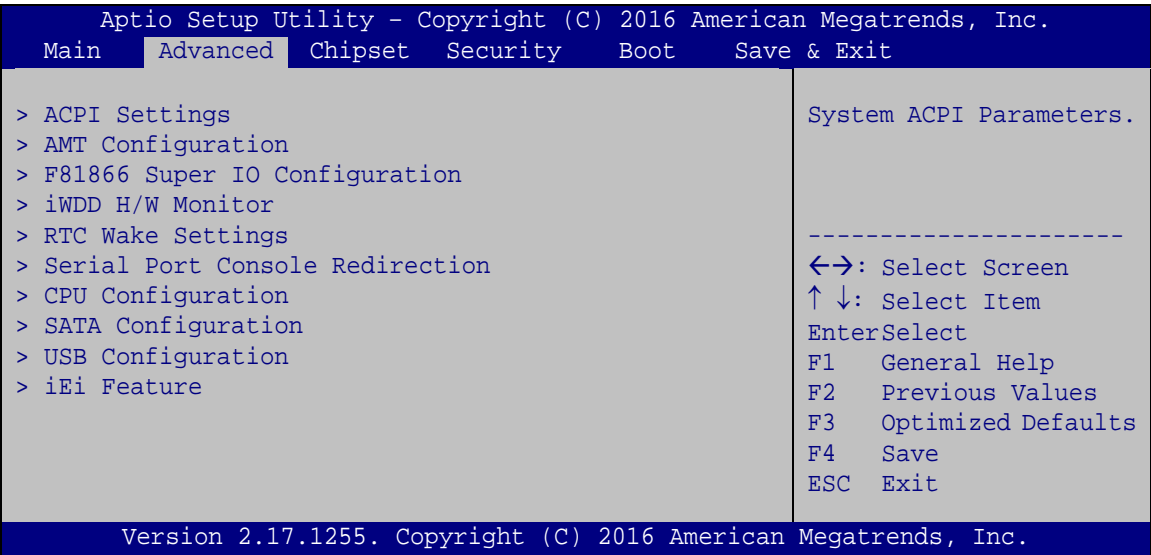 Aptio Setup Utility – Copyright (C) 2016 American Megatrends, Inc.
Main Advanced Chipset Security Boot Save & Exit
> ACPI Settings
> AMT Configuration
> F81866 Super IO Configuration
> iWDD H/W Monitor
> RTC Wake Settings
> Serial Port Console Redirection
> CPU Configuration
> SATA Configuration
> USB Configuration
> iEi Feature
System ACPI Parameters.
----------------------
←→: Select Screen
↑ ↓: Select Item
EnterSelect
F1 General Help
F2 Previous Values
F3 Optimized Defaults
F4 Save
ESC Exit
Version 2.17.1255. Copyright (C) 2016 American Megatrends, Inc.